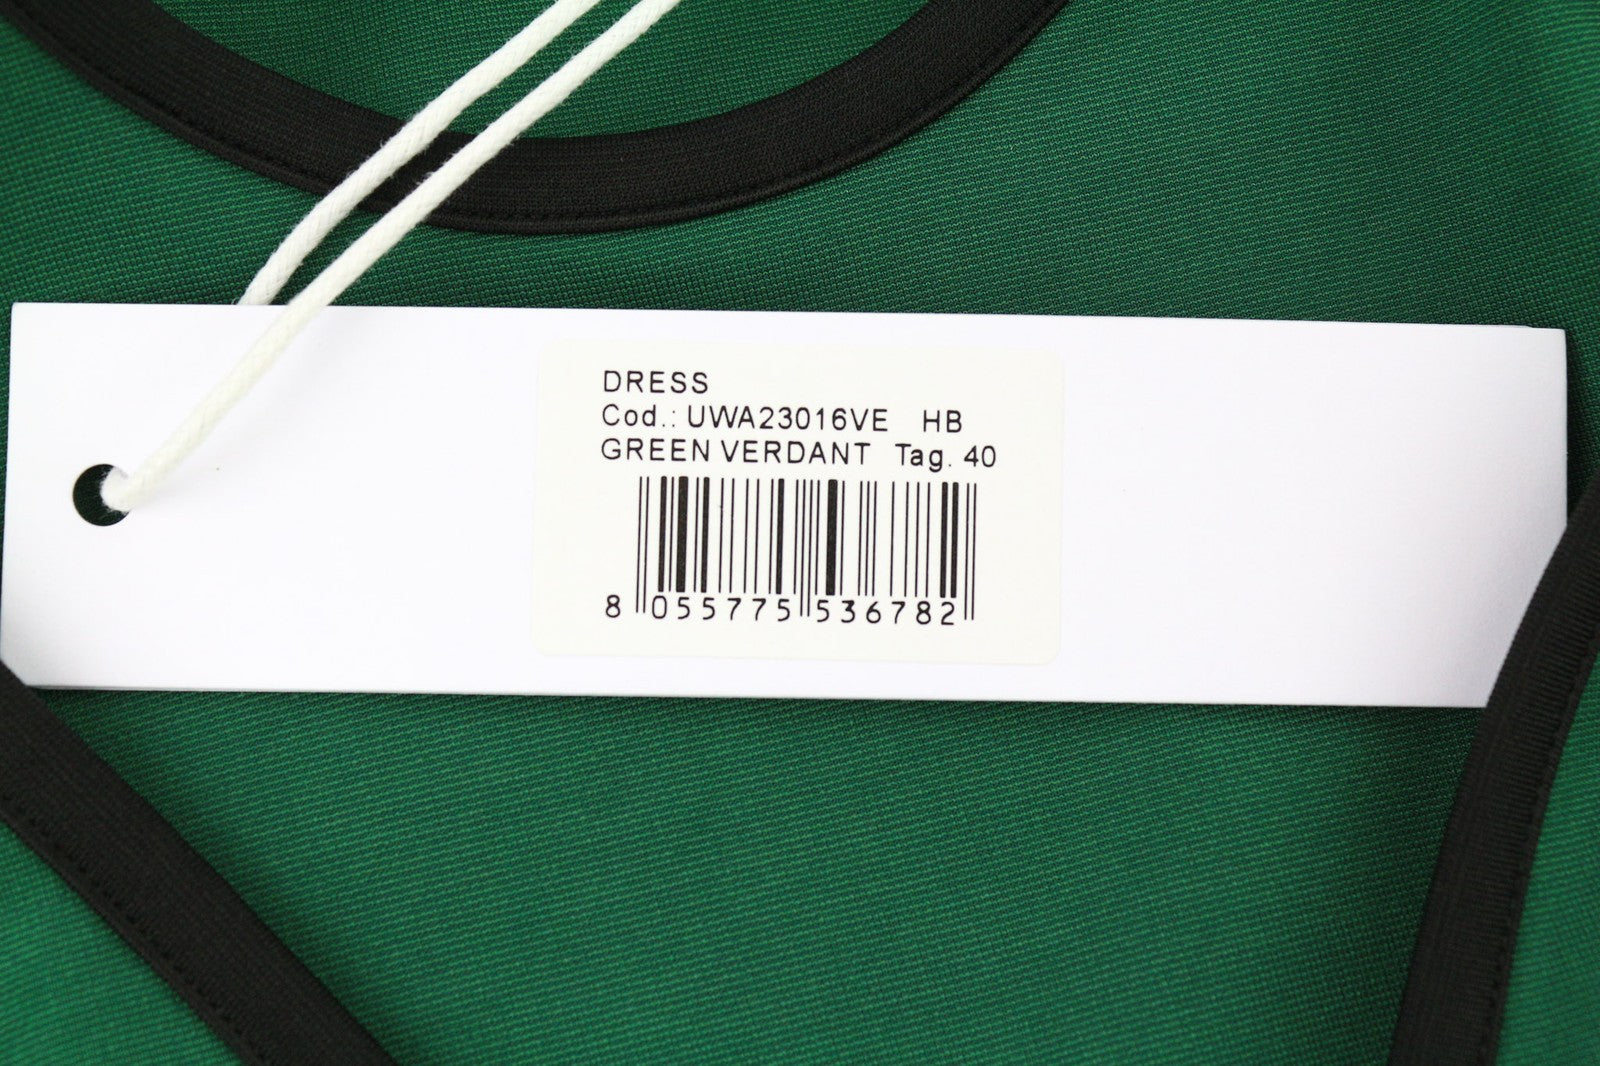 DRESS
Cod.: UWA23016VE HB
GREEN VERDANT Tag. 40
8 055775 536782